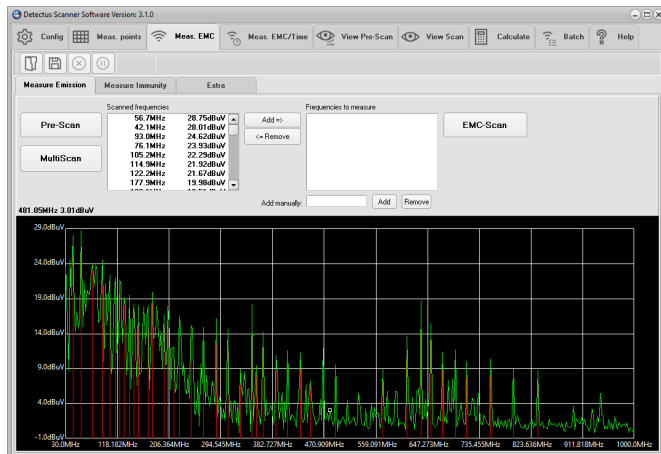 Detectus Scanner Software Version: 3.1.0
Config Meas. points Meas. EMC Meas. EMC/Time View Pre-Scan View Scan Calculate Batch Help
Measure Emission Measure Immunity Extra
Scanned frequencies Frequencies to measure
Pre-Scan
MultiScan
56.7MHz 28.75dBuV
42.1MHz 28.01dBuV
93.0MHz 24.62dBuV
76.1MHz 23.93dBuV
105.2MHz 22.29dBuV
114.9MHz 21.92dBuV
122.2MHz 21.67dBuV
177.9MHz 19.98dBuV
Add =>
<= Remove
EMC-Scan
Add manually: Add Remove
481.05MHz 3.01dBuV
29.0dBuV
24.0dBuV
19.0dBuV
14.0dBuV
9.0dBuV
4.0dBuV
-1.0dBuV
30.0MHz 118.182MHz 206.364MHz 294.545MHz 382.727MHz 470.909MHz 559.091MHz 647.273MHz 735.455MHz 823.636MHz 911.818MHz 1000.0MHz